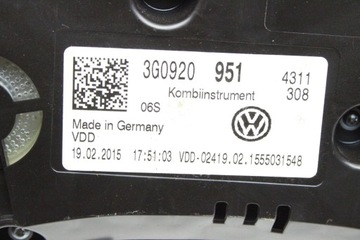 3G0920 951 4311
Kombiinstrument 308
06S
Made in Germany
VDD
19.02.2015 17:51:03 VDD-02419.02.1555031548